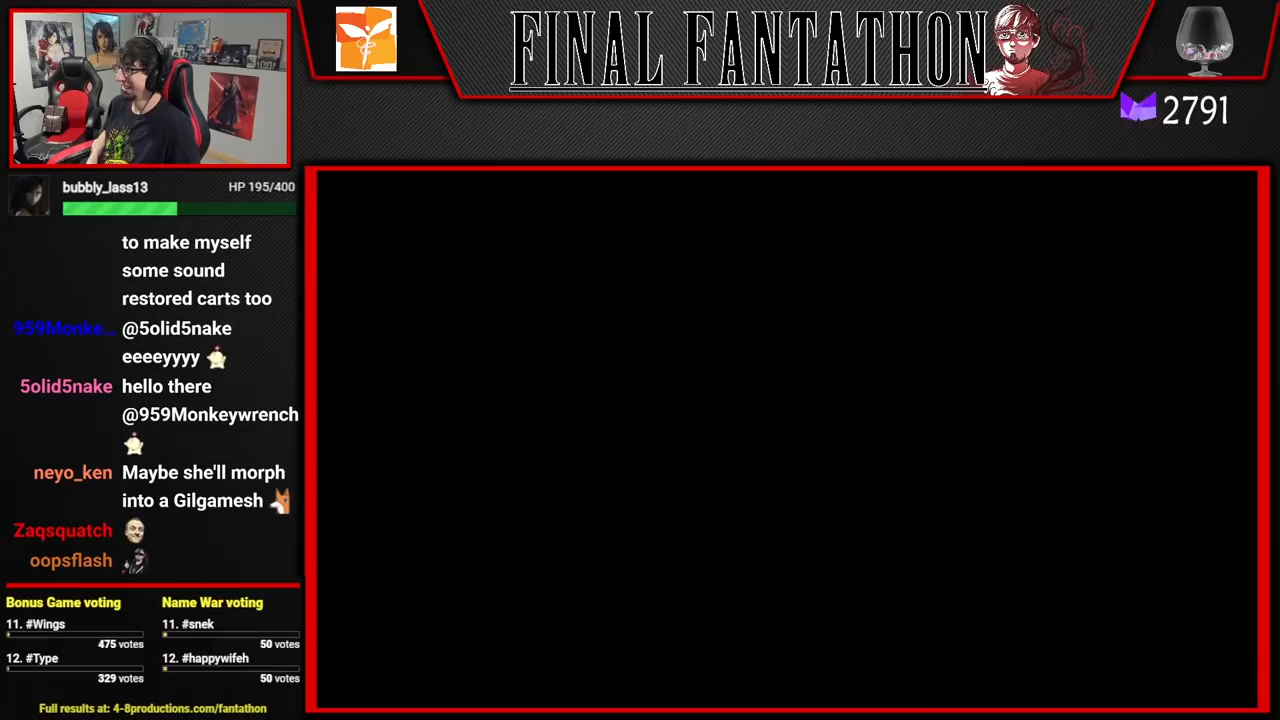 FINAL FANTATHON
2791
bubbly_lass13 HP 195/400
to make myself
some sound
restored carts too
959Monke... @5olid5nake
eeeeyyyy
5olid5nake hello there
@959Monkeywrench
neyo_ken Maybe she'll morph
into a Gilgamesh
Zaqsquatch
oopsflash
Bonus Game voting Name War voting
11. #Wings 11. #snek
475 votes 50 votes
12. #Type 12. #happywifeh
329 votes 50 votes
Full results at: 4-8productions.com/fantathon